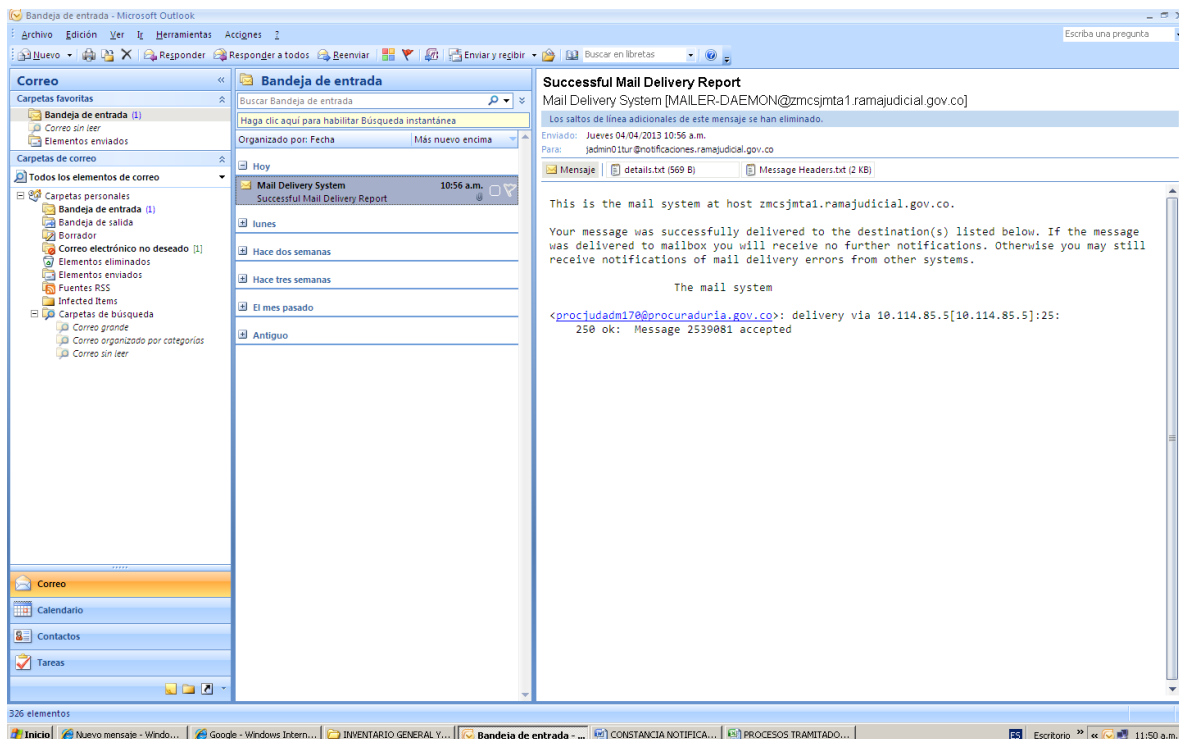 Bandeja de entrada - Microsoft Outlook
Archivo Edición Ver Ir Herramientas Acciones ?
Escriba una pregunta
Nuevo Responder Responder a todos Reenviar Enviar y recibir Buscar en libretas
Correo
Carpetas favoritas
Bandeja de entrada (1)
Correo sin leer
Elementos enviados
Carpetas de correo
Todos los elementos de correo
Carpetas personales
Bandeja de entrada (1)
Bandeja de salida
Borrador
Correo electrónico no deseado [1]
Elementos eliminados
Elementos enviados
Fuentes RSS
Infected Items
Carpetas de búsqueda
Correo grande
Correo organizado por categorías
Correo sin leer
Correo
Calendario
Contactos
Tareas
Bandeja de entrada
Buscar Bandeja de entrada
Haga clic aquí para habilitar Búsqueda instantánea
Organizado por: Fecha Más nuevo encima
Hoy
Mail Delivery System 10:56 a.m.
Successful Mail Delivery Report
lunes
Hace dos semanas
Hace tres semanas
El mes pasado
Antiguo
Successful Mail Delivery Report
Mail Delivery System [MAILER-DAEMON@zmcsjmta1.ramajudicial.gov.co]
Los saltos de línea adicionales de este mensaje se han eliminado.
Enviado: Jueves 04/04/2013 10:56 a.m.
Para: jadmin01tur@notificaciones.ramajudicial.gov.co
Mensaje details.txt (569 B) Message Headers.txt (2 KB)
This is the mail system at host zmcsjmta1.ramajudicial.gov.co.
Your message was successfully delivered to the destination(s) listed below. If the message
was delivered to mailbox you will receive no further notifications. Otherwise you may still
receive notifications of mail delivery errors from other systems.
The mail system
<procjudadm170@procuraduria.gov.co>: delivery via 10.114.85.5[10.114.85.5]:25:
250 ok: Message 2539081 accepted
326 elementos
Inicio Nuevo mensaje - Windo... Google - Windows Intern... INVENTARIO GENERAL Y... Bandeja de entrada - ... CONSTANCIA NOTIFICA... PROCESOS TRAMITADO... ES Escritorio » « 11:50 a.m.